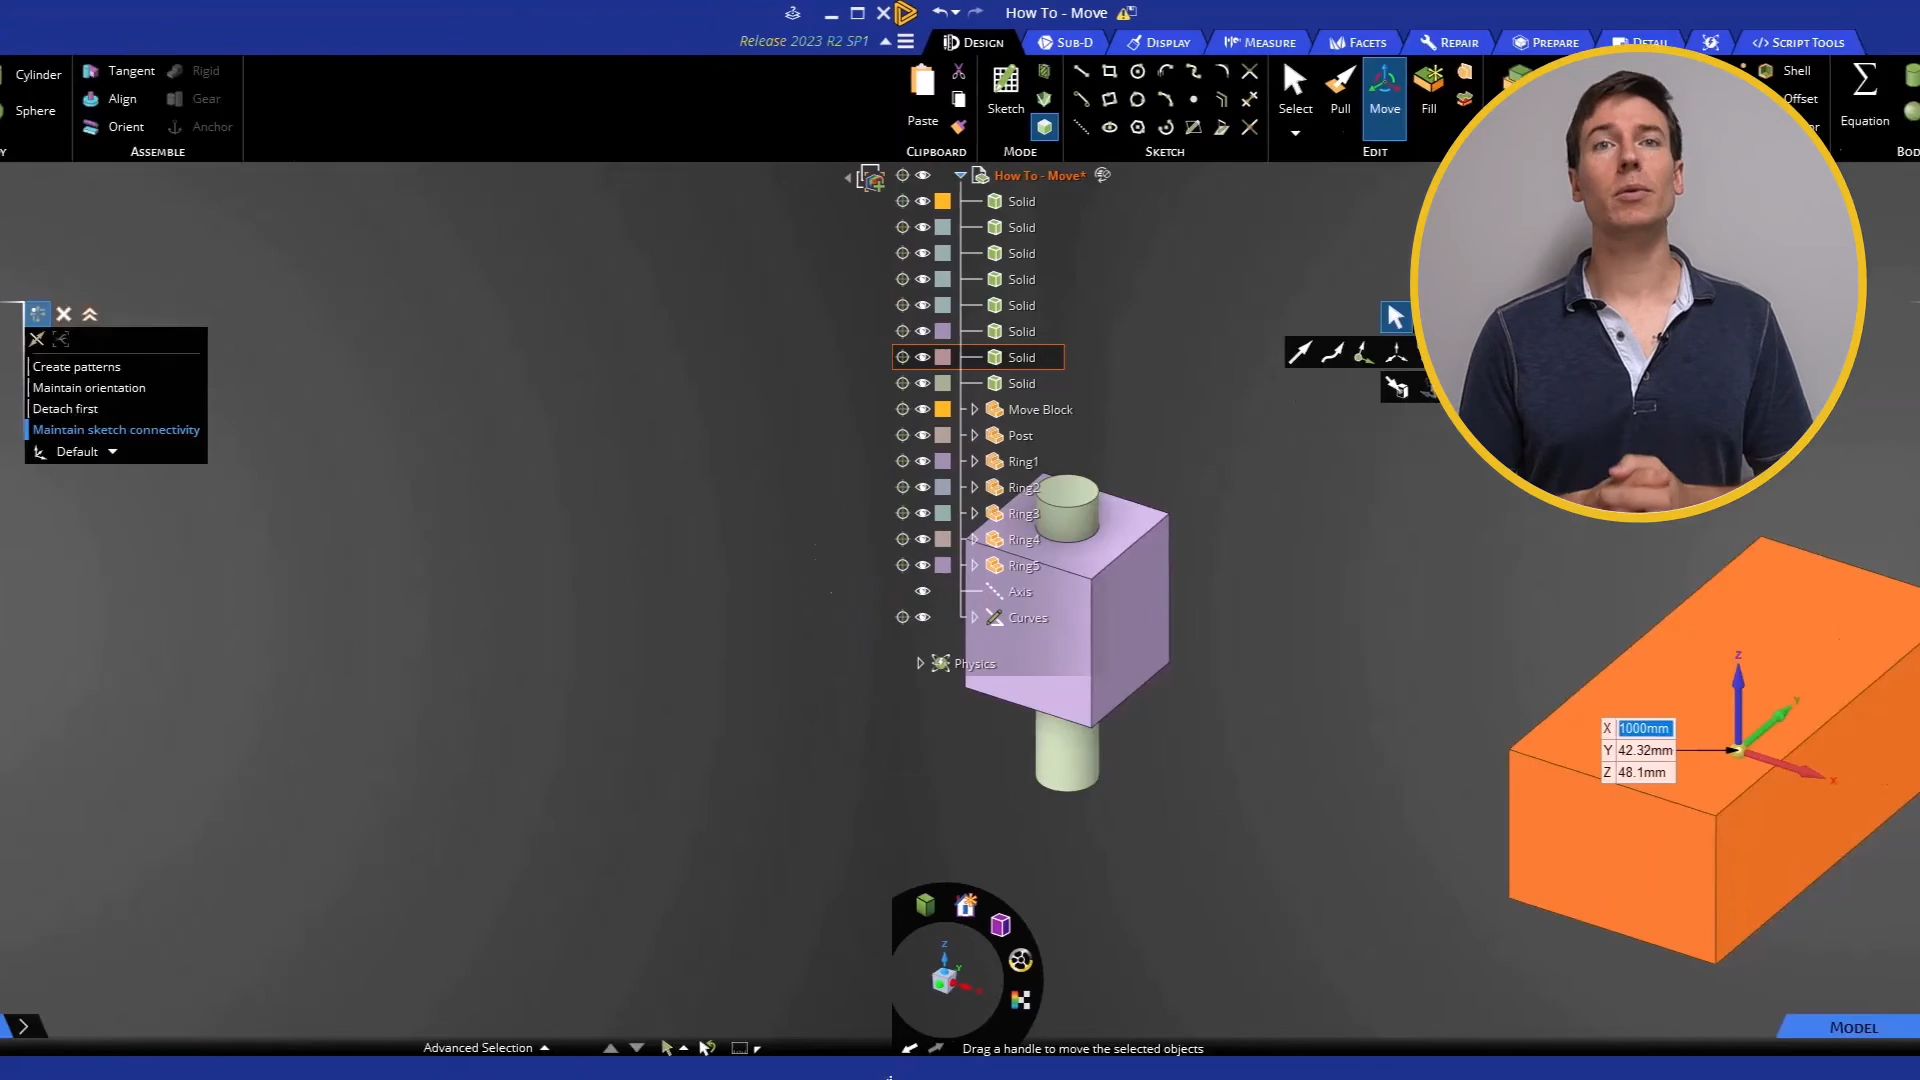 How To - Move
Release 2023 R2 SP1
Design
Sub-D
Display
Measure
Facets
Repair
Prepare
Detail
Script Tools
Cylinder
Sphere
Tangent
Align
Orient
Rigid
Gear
Anchor
Assemble
Paste
Clipboard
Sketch
Mode
Sketch
Select
Pull
Move
Fill
Edit
Shell
Offset
Equation
How To - Move*
Solid
Solid
Solid
Solid
Solid
Solid
Solid
Solid
Move Block
Post
Ring1
Ring2
Ring3
Ring4
Ring5
Axis
Curves
Physics
Create patterns
Maintain orientation
Detach first
Maintain sketch connectivity
Default
Z
Y
X
X 1000mm
Y 42.32mm
Z 48.1mm
Z
Y
Model
Advanced Selection
Drag a handle to move the selected objects